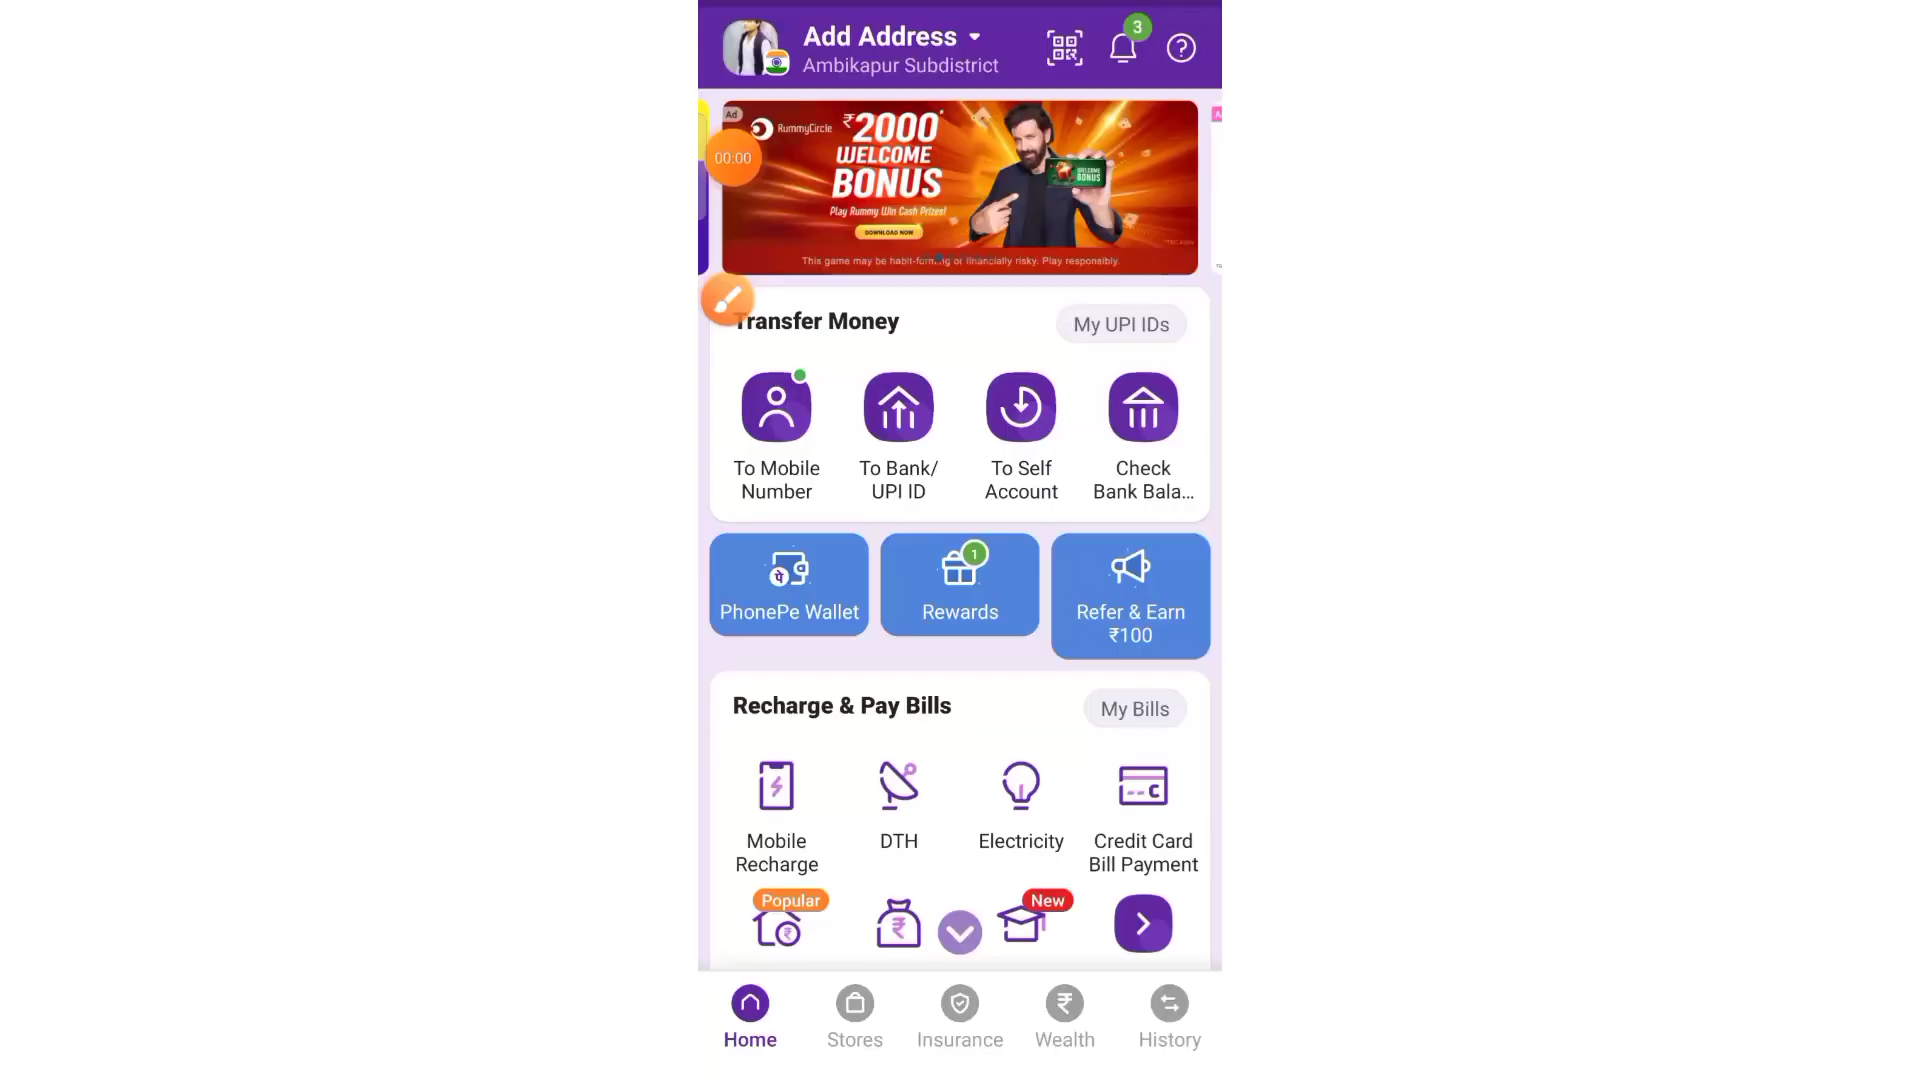 Add Address
Ambikapur Subdistrict
3
Ad
RummyCircle
₹2000*
WELCOME
BONUS
Play Rummy Win Cash Prizes!
DOWNLOAD NOW
WELCOME
BONUS
This game may be habit-forming or financially risky. Play responsibly.
00:00
Transfer Money
My UPI IDs
To Mobile
Number
To Bank/
UPI ID
To Self
Account
Check
Bank Bala...
पे
PhonePe Wallet
1
Rewards
Refer & Earn
₹100
Recharge & Pay Bills
My Bills
Mobile
Recharge
DTH
Electricity
Credit Card
Bill Payment
Popular
New
Home
Stores
Insurance
Wealth
History